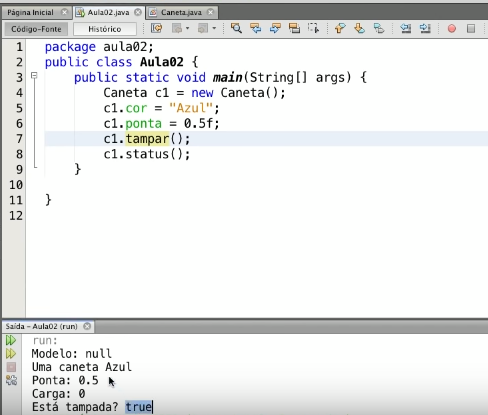 Página Inicial Aula02.java Caneta.java
Código-Fonte Histórico
1 package aula02;
2 public class Aula02 {
3 public static void main(String[] args) {
4 Caneta c1 = new Caneta();
5 c1.cor = "Azul";
6 c1.ponta = 0.5f;
7 c1.tampar();
8 c1.status();
9 }
10
11 }
12
Saída - Aula02 (run)
run:
Modelo: null
Uma caneta Azul
Ponta: 0.5
Carga: 0
Está tampada? true